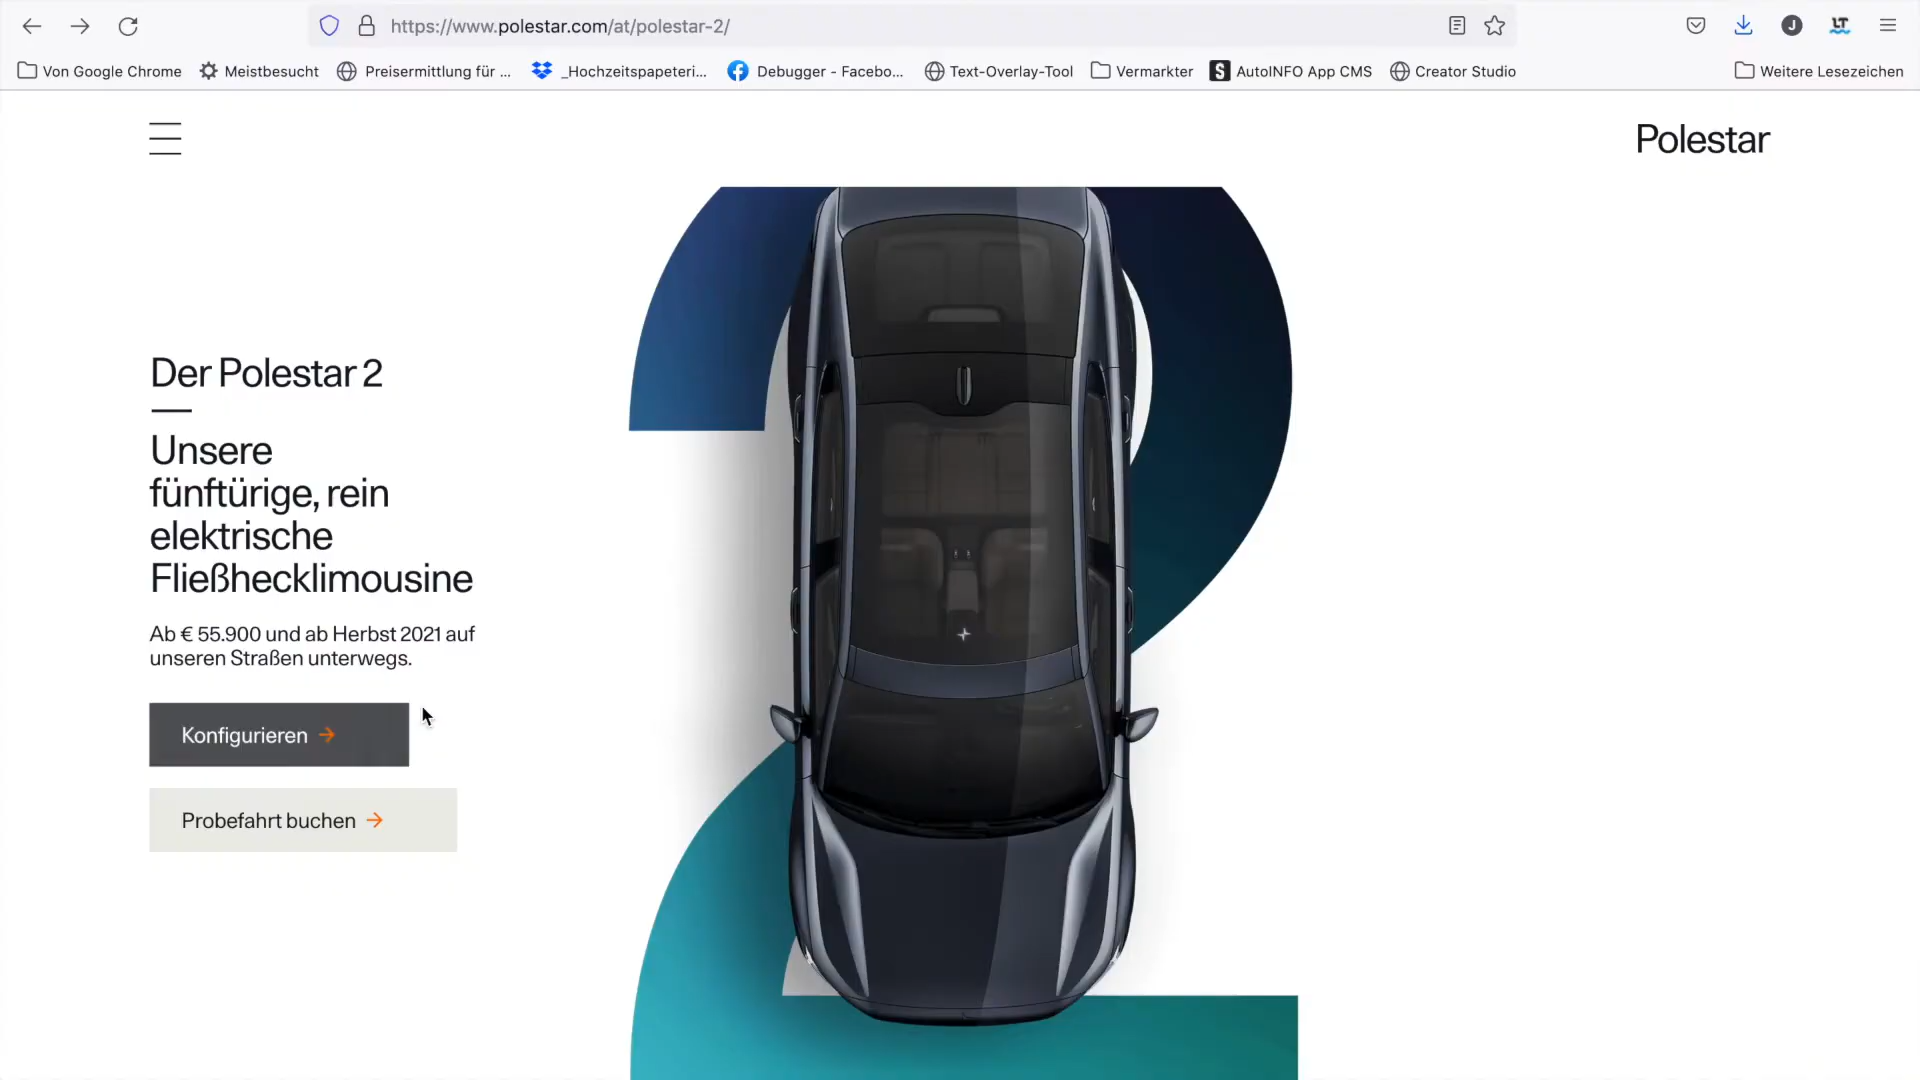 https://www.polestar.com/at/polestar-2/
J
LT
Von Google Chrome
Meistbesucht
Preisermittlung für ...
_Hochzeitspapeteri...
Debugger - Facebo...
Text-Overlay-Tool
Vermarkter
S
AutoINFO App CMS
Creator Studio
Weitere Lesezeichen
Polestar
Der Polestar 2
Unsere
fünftürige, rein
elektrische
Fließhecklimousine
Ab € 55.900 und ab Herbst 2021 auf
unseren Straßen unterwegs.
Konfigurieren →
Probefahrt buchen →
2